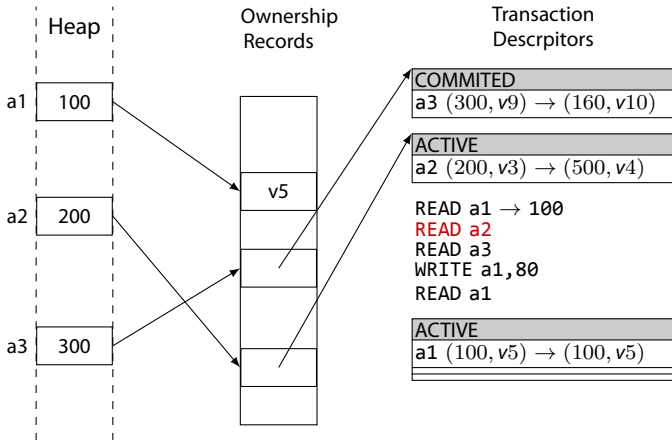 Heap
Ownership
Records
Transaction
Descrpitors
a1
100
a2
200
a3
300
v5
COMMITED
a3 (300, v9) → (160, v10)
ACTIVE
a2 (200, v3) → (500, v4)
READ a1 → 100
READ a2
READ a3
WRITE a1,80
READ a1
ACTIVE
a1 (100, v5) → (100, v5)